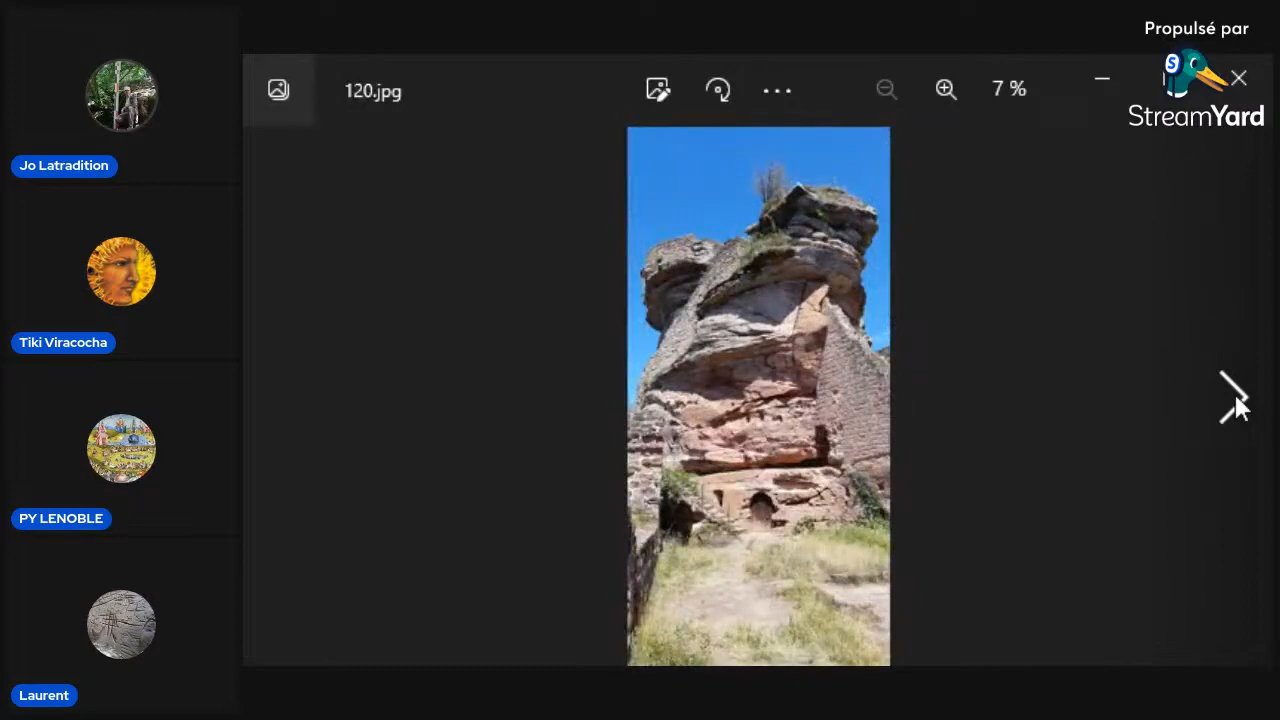 Propulsé par
StreamYard
120.jpg
7 %
Jo Latradition
Tiki Viracocha
PY LENOBLE
Laurent